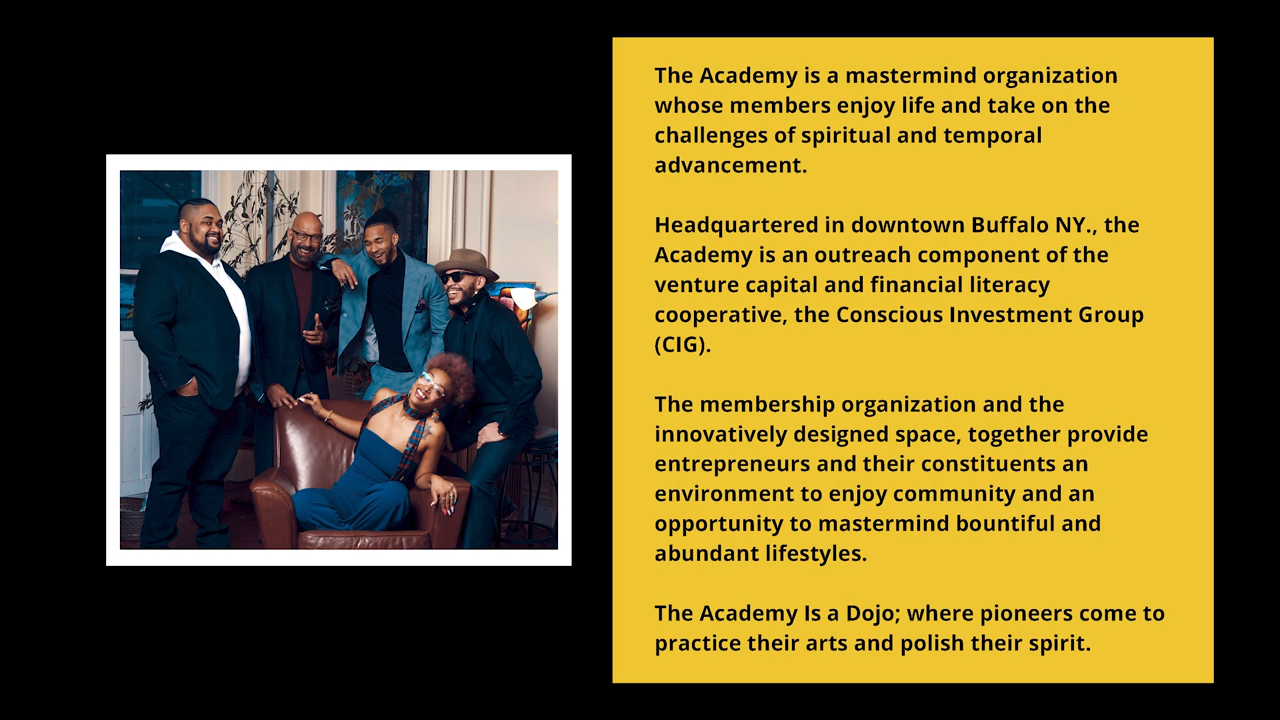 The Academy is a mastermind organization
whose members enjoy life and take on the
challenges of spiritual and temporal
advancement.
Headquartered in downtown Buffalo NY., the
Academy is an outreach component of the
venture capital and financial literacy
cooperative, the Conscious Investment Group
(CIG).
The membership organization and the
innovatively designed space, together provide
entrepreneurs and their constituents an
environment to enjoy community and an
opportunity to mastermind bountiful and
abundant lifestyles.
The Academy Is a Dojo; where pioneers come to
practice their arts and polish their spirit.